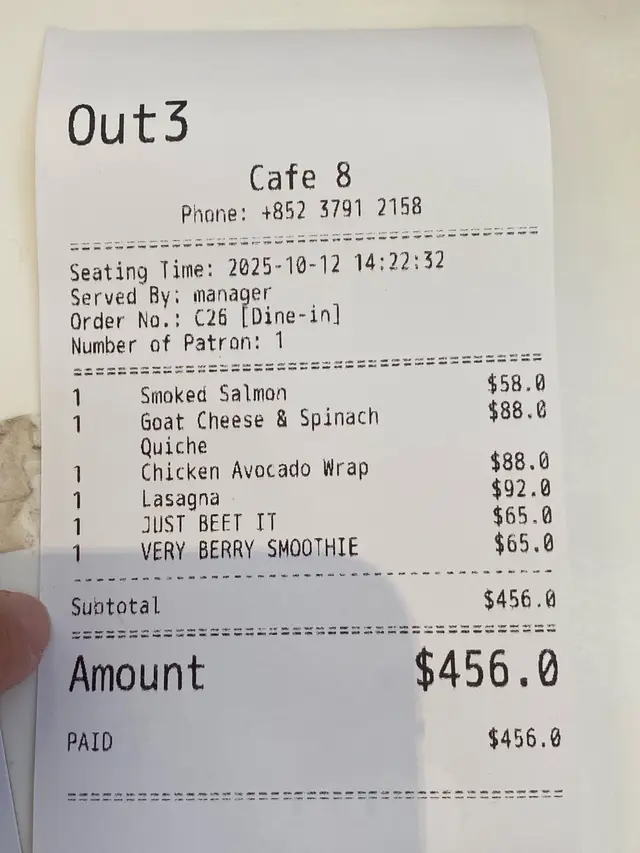 Out3
Cafe 8
Phone: +852 3791 2158
Seating Time: 2025-10-12 14:22:32
Served By: manager
Order No.: C26 [Dine-in]
Number of Patron: 1
1 Smoked Salmon $58.0
1 Goat Cheese & Spinach $88.0
Quiche
1 Chicken Avocado Wrap $88.0
1 Lasagna $92.0
1 JUST BEET IT $65.0
1 VERY BERRY SMOOTHIE $65.0
Subtotal $456.0
Amount $456.0
PAID $456.0